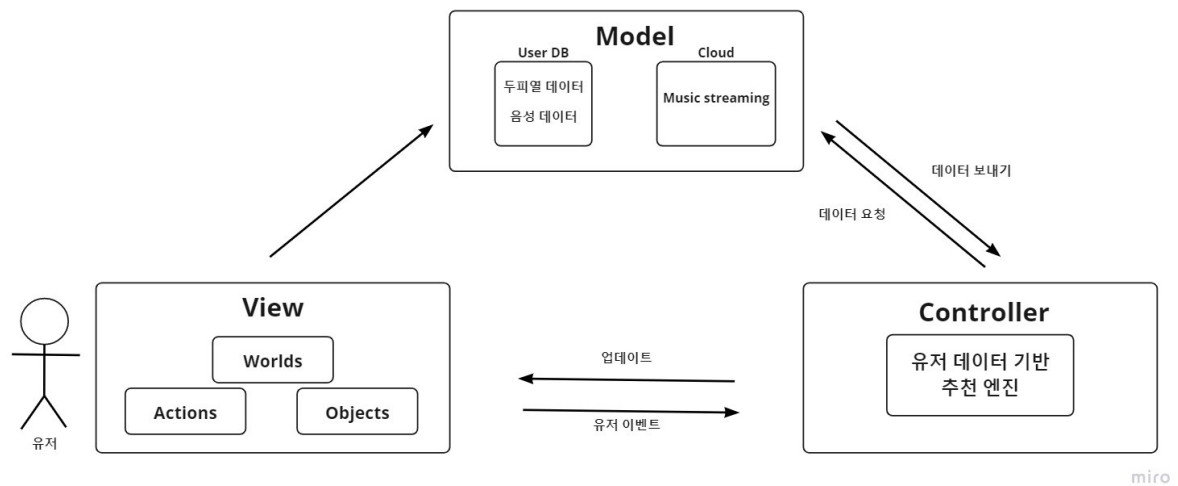 Model
User DB
Cloud
두피열 데이터
음성 데이터
Music streaming
데이터 보내기
데이터 요청
View
Worlds
Actions
Objects
유저
업데이트
유저 이벤트
Controller
유저 데이터 기반
추천 엔진
miro